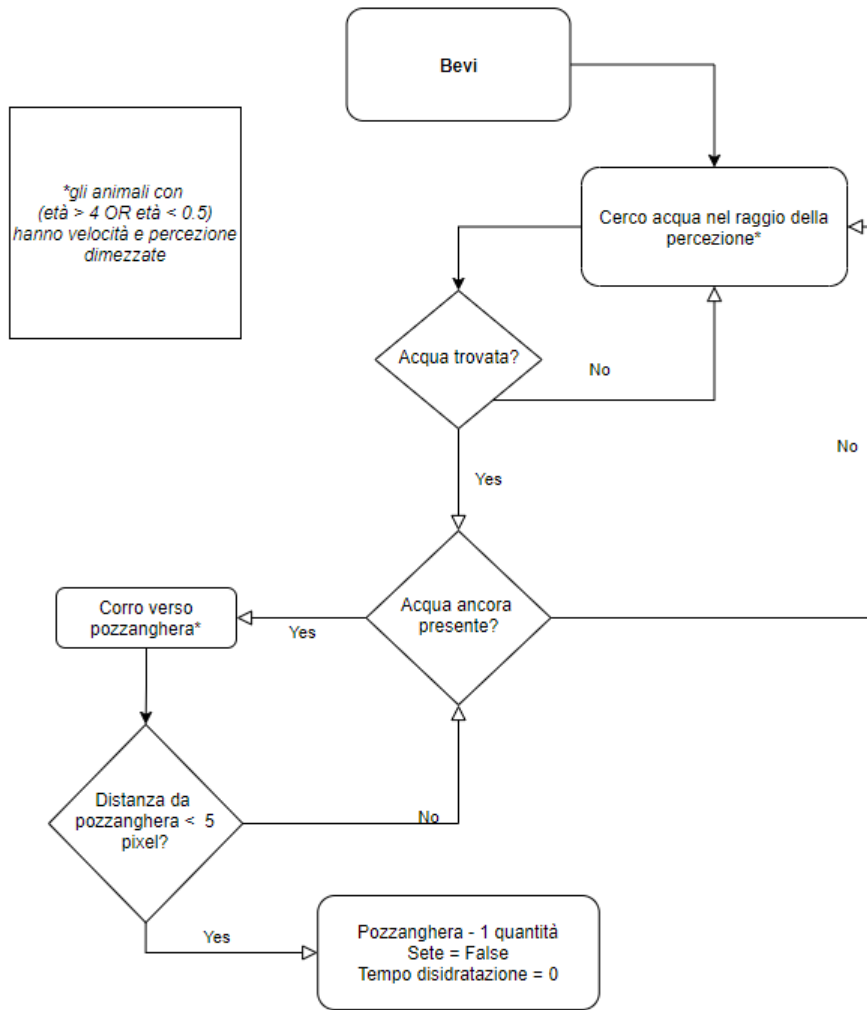 Bevi
*gli animali con
(età > 4 OR età < 0.5)
hanno velocità e percezione
dimezzate
Cerco acqua nel raggio della
percezione*
Acqua trovata?
No
No
Yes
Acqua ancora
presente?
Corro verso
pozzanghera*
Yes
Distanza da
pozzanghera < 5
pixel?
No
Yes
Pozzanghera - 1 quantità
Sete = False
Tempo disidratazione = 0